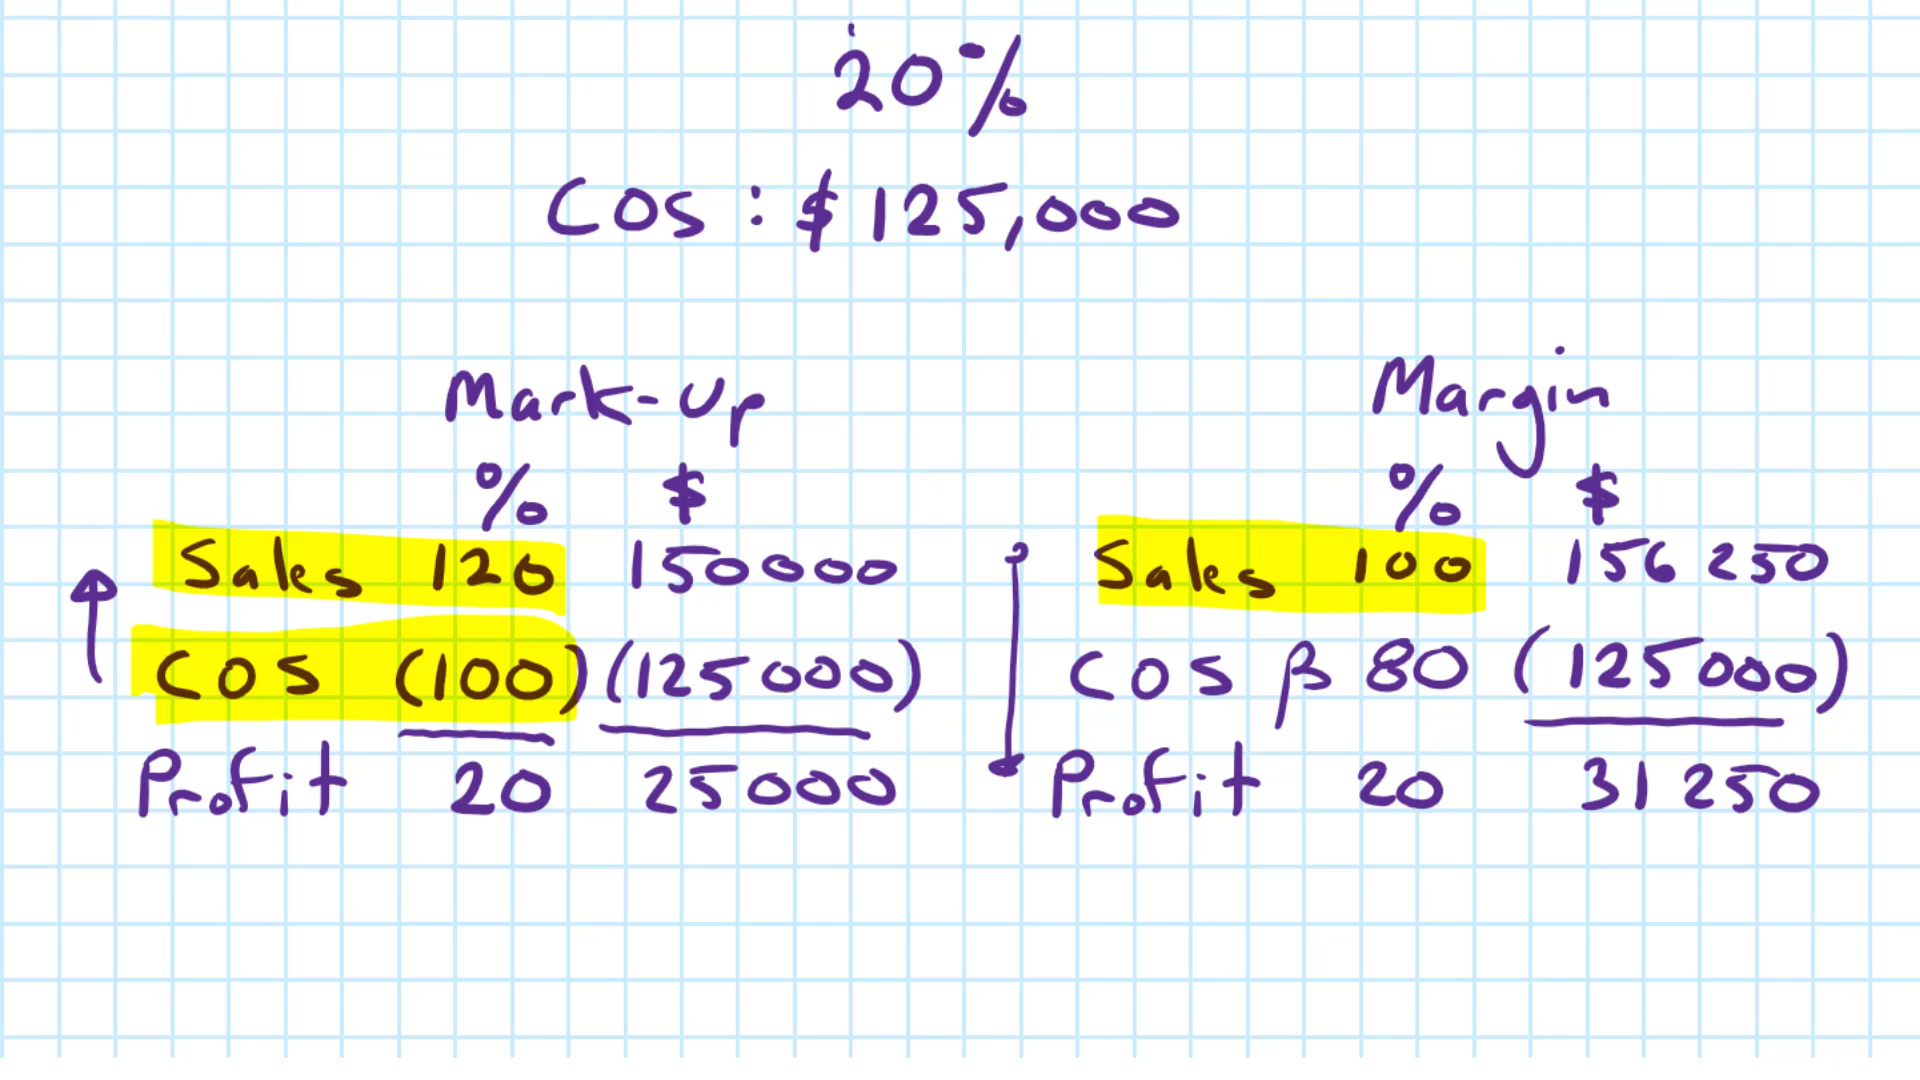 20%
COS : $125,000
Mark-Up
% $
Sales 120 150000
COS (100) (125000)
Profit 20 25000
Margin
% $
Sales 100 156 250
COS β 80 (125000)
Profit 20 31 250